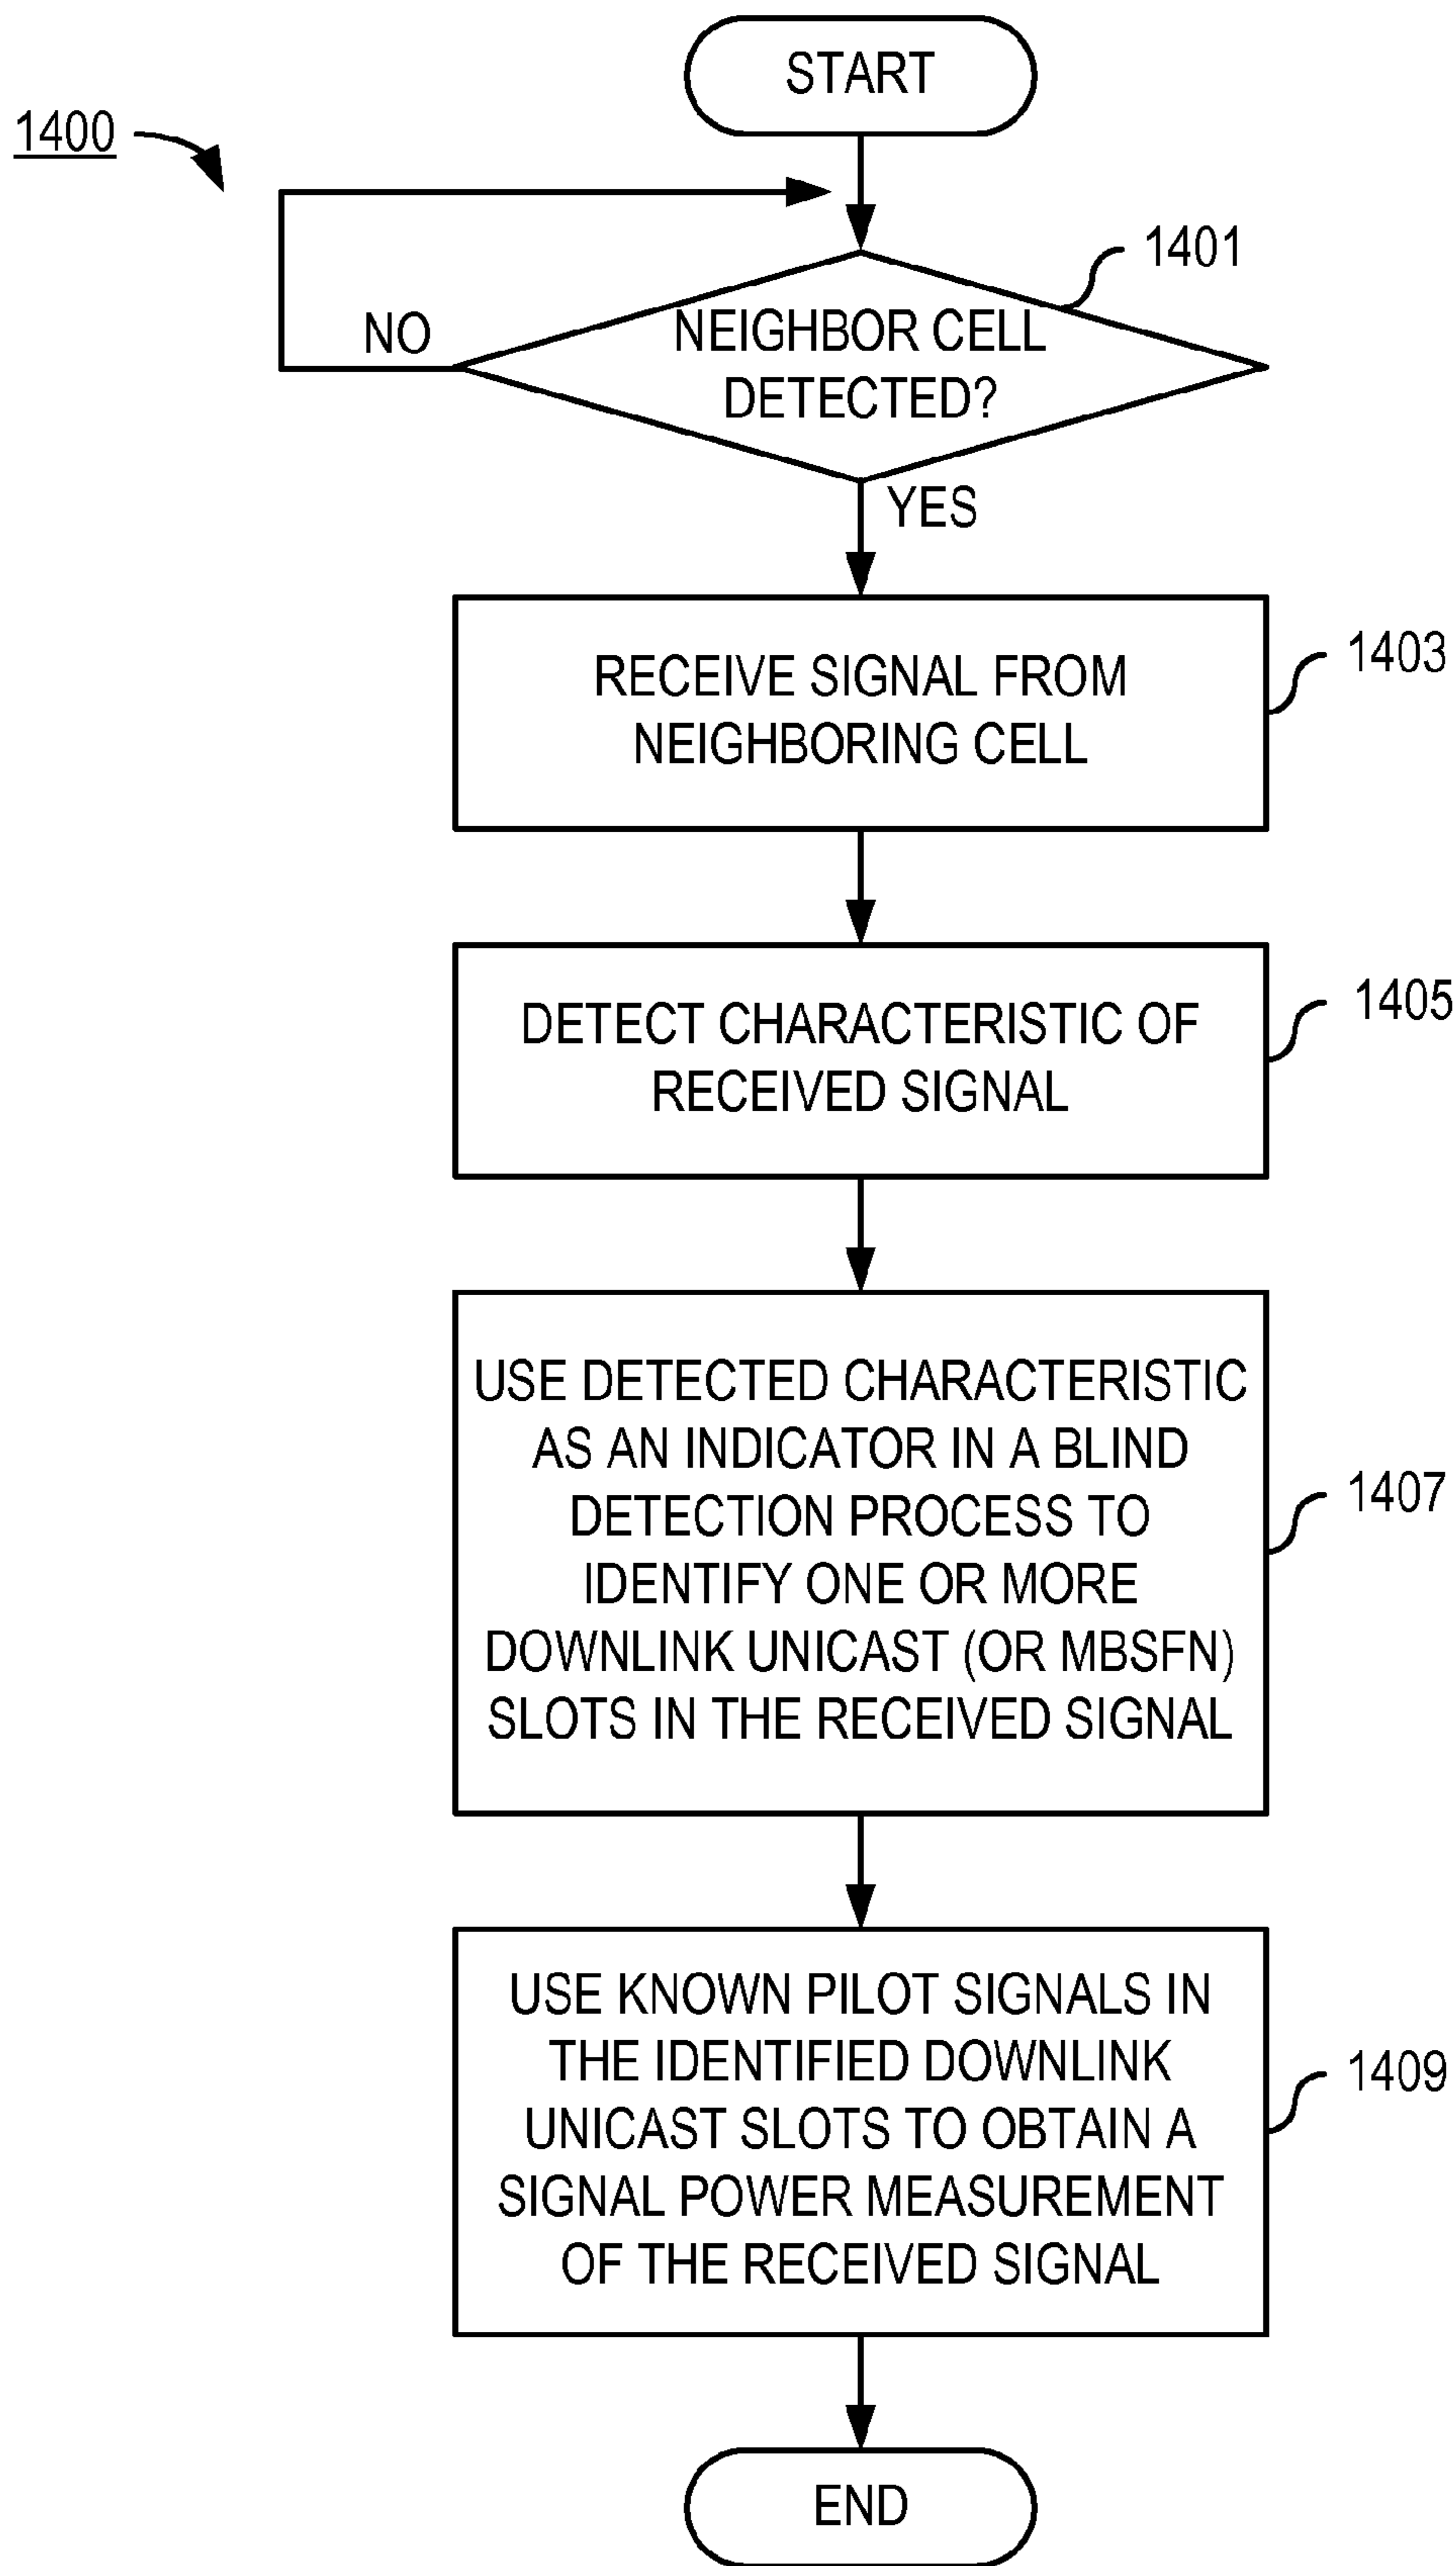 START
1400
1401
NEIGHBOR CELL
DETECTED?
NO
YES
RECEIVE SIGNAL FROM
NEIGHBORING CELL
1403
DETECT CHARACTERISTIC OF
RECEIVED SIGNAL
1405
USE DETECTED CHARACTERISTIC
AS AN INDICATOR IN A BLIND
DETECTION PROCESS TO
IDENTIFY ONE OR MORE
DOWNLINK UNICAST (OR MBSFN)
SLOTS IN THE RECEIVED SIGNAL
1407
USE KNOWN PILOT SIGNALS IN
THE IDENTIFIED DOWNLINK
UNICAST SLOTS TO OBTAIN A
SIGNAL POWER MEASUREMENT
OF THE RECEIVED SIGNAL
1409
END